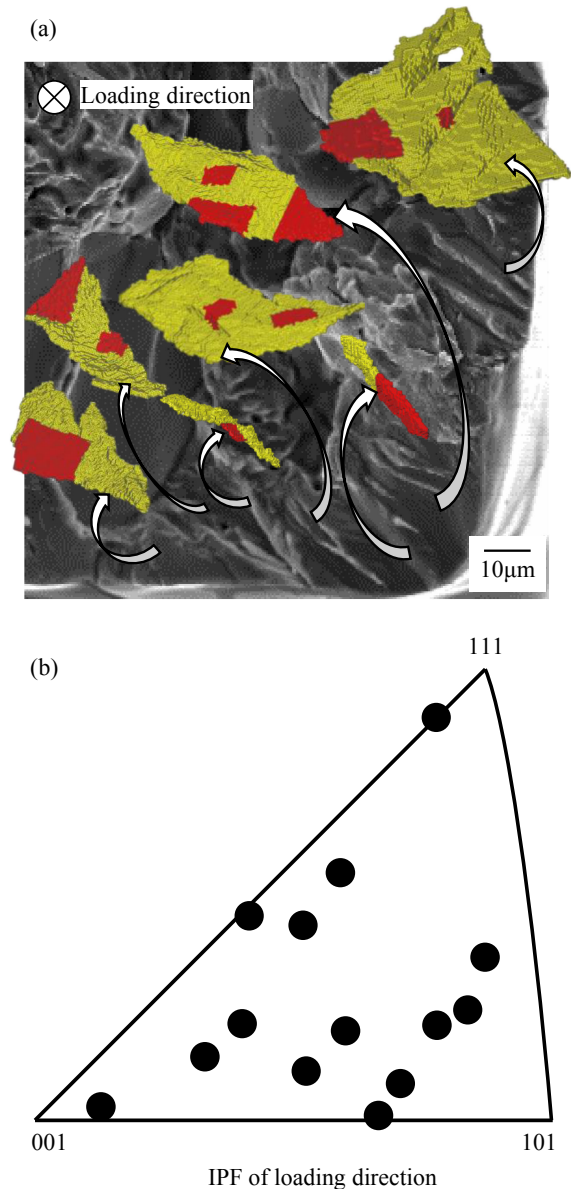 (a)
Loading direction
10μm
(b)
111
001
101
IPF of loading direction